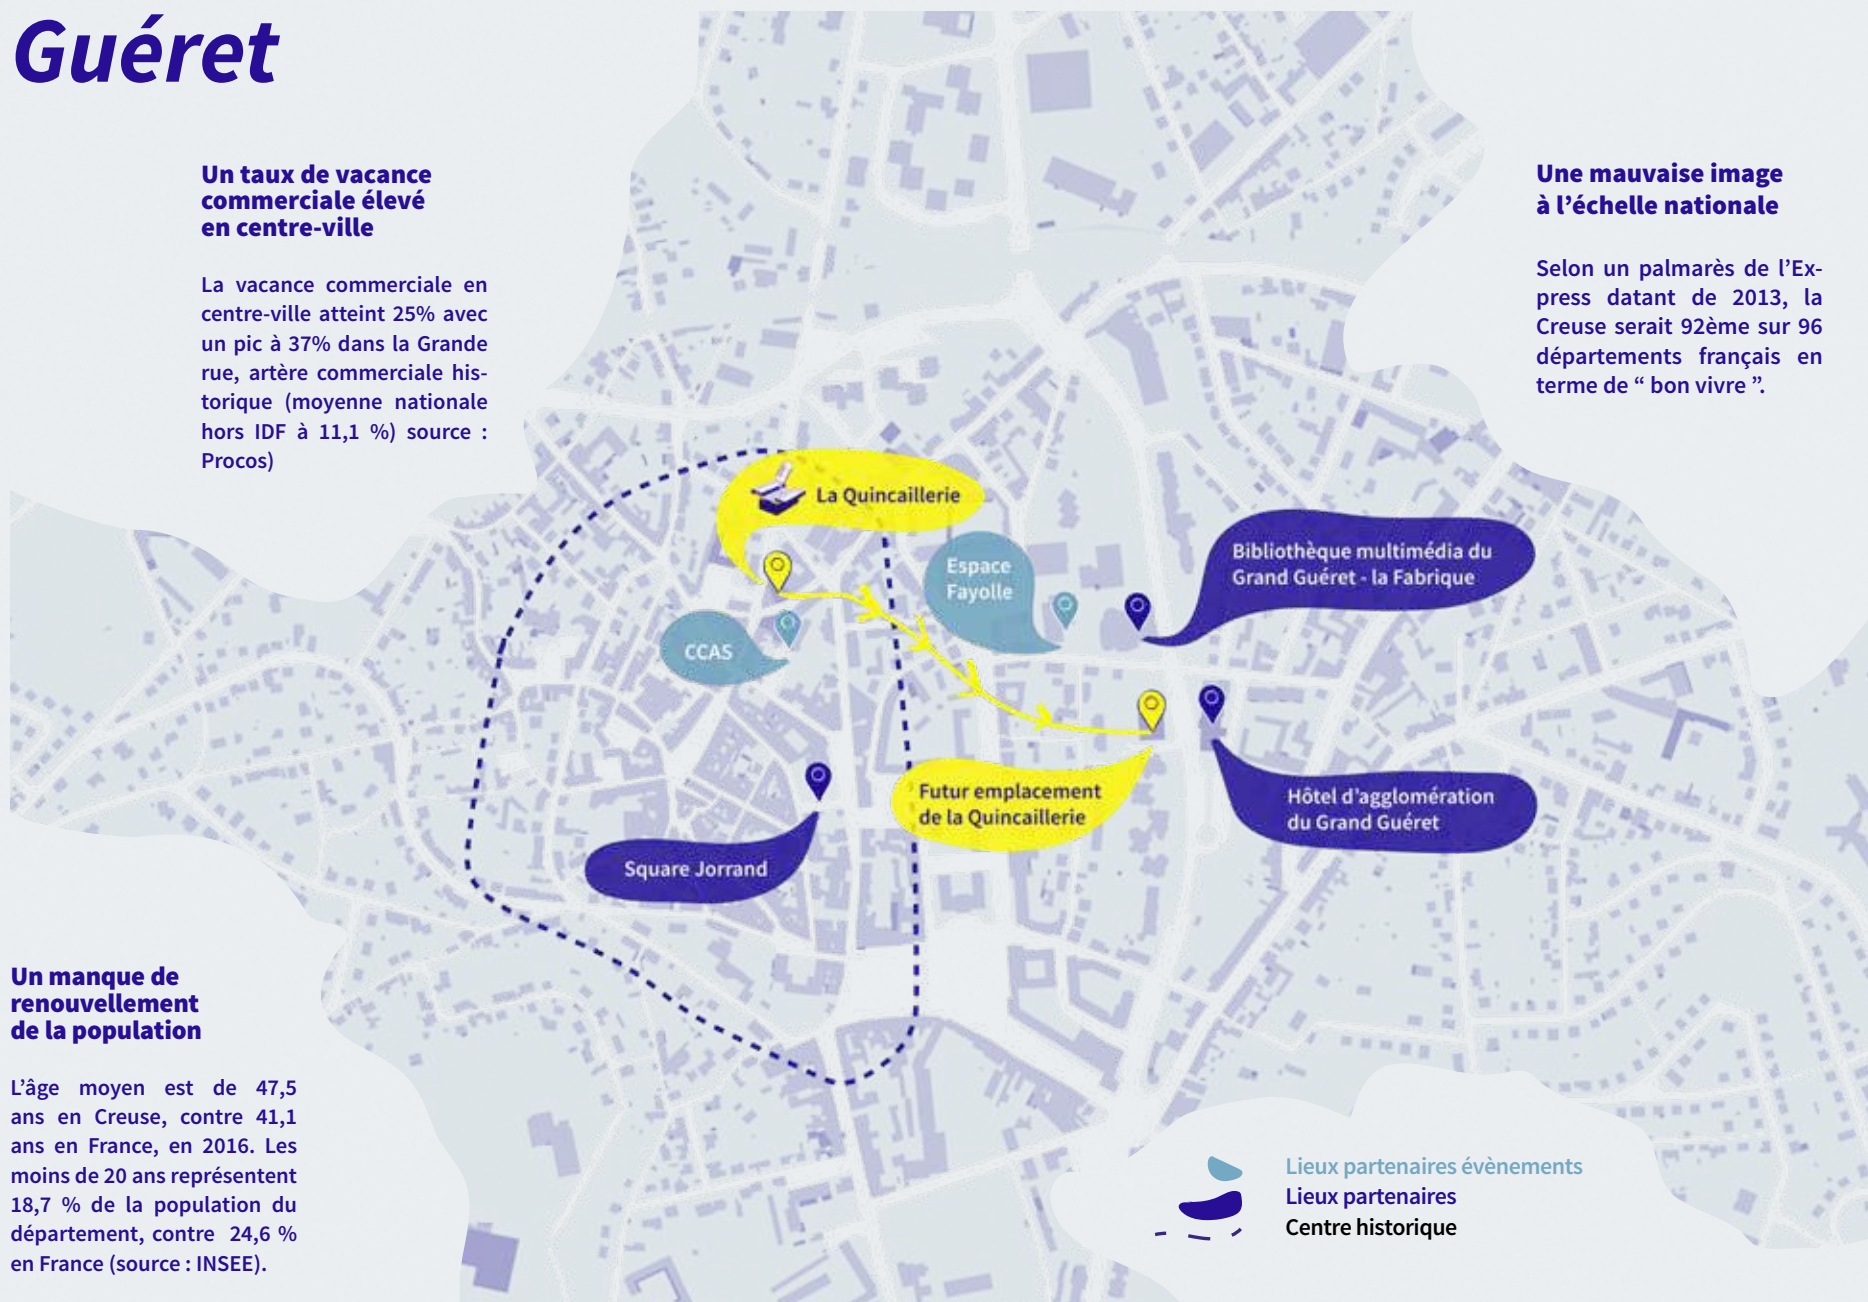 Guéret
Un taux de vacance
commerciale élevé
en centre-ville
La vacance commerciale en
centre-ville atteint 25% avec
un pic à 37% dans la Grande
rue, artère commerciale his-
torique (moyenne nationale
hors IDF à 11,1 %) source :
Procos)
Une mauvaise image
à l’échelle nationale
Selon un palmarès de l’Ex-
press datant de 2013, la
Creuse serait 92ème sur 96
départements français en
terme de “ bon vivre ”.
La Quincaillerie
Espace
Fayolle
Bibliothèque multimédia du
Grand Guéret - la Fabrique
CCAS
Futur emplacement
de la Quincaillerie
Hôtel d’agglomération
du Grand Guéret
Square Jorrand
Un manque de
renouvellement
de la population
L’âge moyen est de 47,5
ans en Creuse, contre 41,1
ans en France, en 2016. Les
moins de 20 ans représentent
18,7 % de la population du
département, contre 24,6 %
en France (source : INSEE).
Lieux partenaires évènements
Lieux partenaires
Centre historique